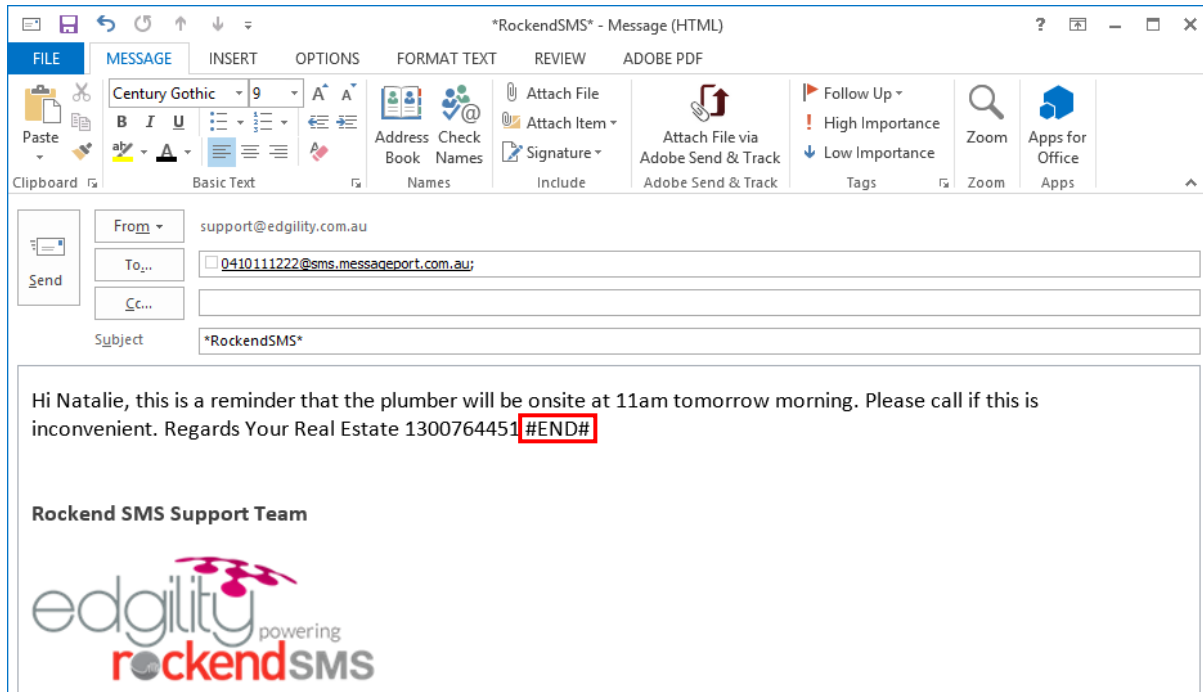 *RockendSMS* - Message (HTML)
?
FILE MESSAGE INSERT OPTIONS FORMAT TEXT REVIEW ADOBE PDF
Paste
Century Gothic 9 A A
B I U
aby A
Address Book
Check Names
Attach File
Attach Item
Signature
Attach File via
Adobe Send & Track
Follow Up
! High Importance
Low Importance
Zoom
Apps for
Office
Clipboard Basic Text Names Include Adobe Send & Track Tags Zoom Apps
Send
From support@edgility.com.au
To... 0410111222@sms.messageport.com.au;
Cc...
Subject *RockendSMS*
Hi Natalie, this is a reminder that the plumber will be onsite at 11am tomorrow morning. Please call if this is
inconvenient. Regards Your Real Estate 1300764451 #END#
Rockend SMS Support Team
edgility
powering
rockendSMS